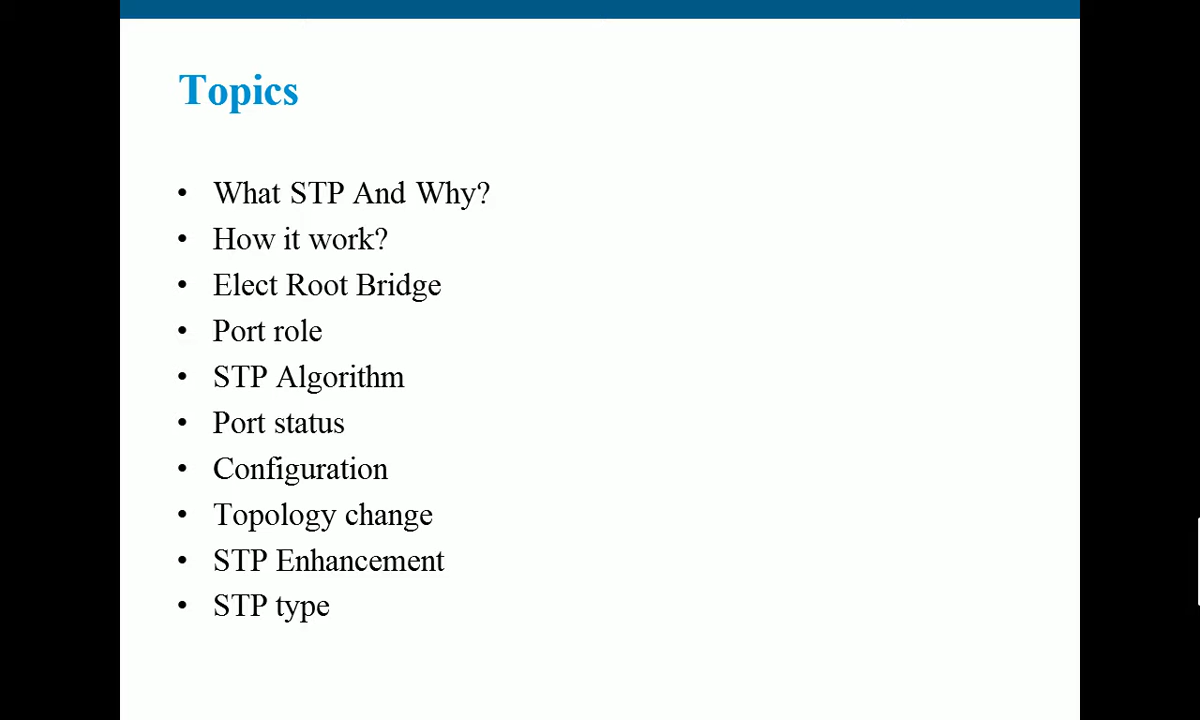 Topics
• What STP And Why?
• How it work?
• Elect Root Bridge
• Port role
• STP Algorithm
• Port status
• Configuration
• Topology change
• STP Enhancement
• STP type